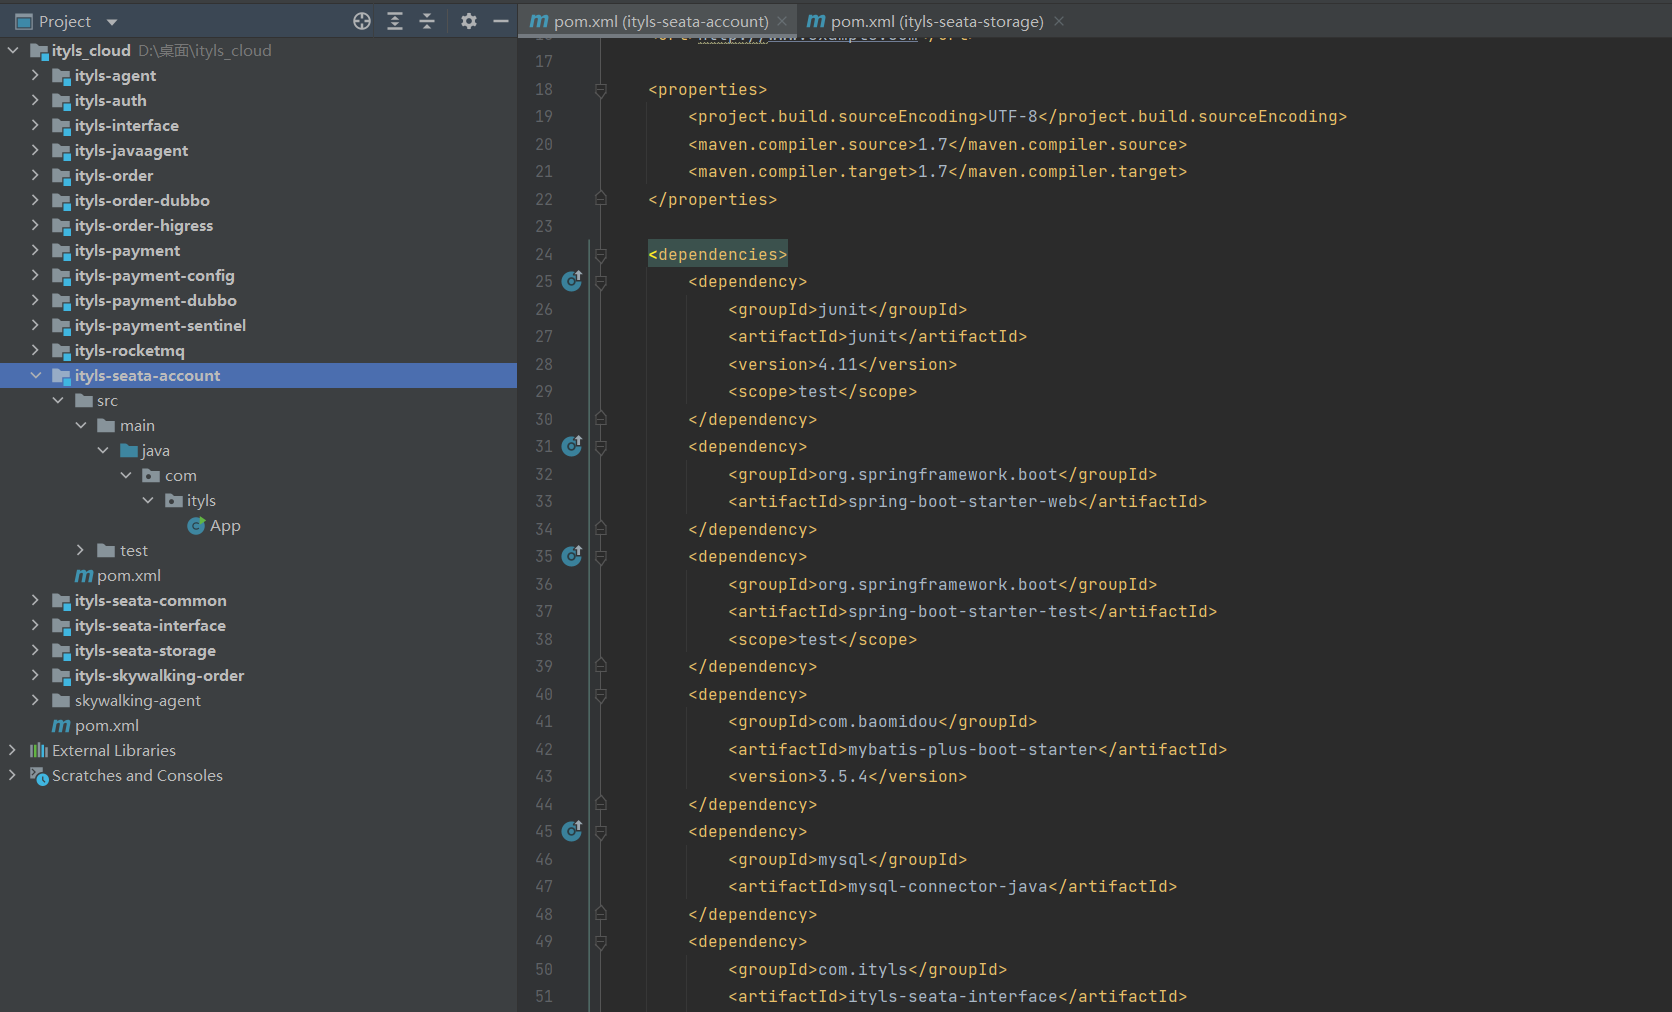 Project
ityls_cloud D:\桌面\ityls_cloud
ityls-agent
ityls-auth
ityls-interface
ityls-javaagent
ityls-order
ityls-order-dubbo
ityls-order-higress
ityls-payment
ityls-payment-config
ityls-payment-dubbo
ityls-payment-sentinel
ityls-rocketmq
ityls-seata-account
src
main
java
com
ityls
App
test
pom.xml
ityls-seata-common
ityls-seata-interface
ityls-seata-storage
ityls-skywalking-order
skywalking-agent
pom.xml
External Libraries
Scratches and Consoles
pom.xml (ityls-seata-account) pom.xml (ityls-seata-storage)
17
18 <properties>
19 <project.build.sourceEncoding>UTF-8</project.build.sourceEncoding>
20 <maven.compiler.source>1.7</maven.compiler.source>
21 <maven.compiler.target>1.7</maven.compiler.target>
22 </properties>
23
24 <dependencies>
25 <dependency>
26 <groupId>junit</groupId>
27 <artifactId>junit</artifactId>
28 <version>4.11</version>
29 <scope>test</scope>
30 </dependency>
31 <dependency>
32 <groupId>org.springframework.boot</groupId>
33 <artifactId>spring-boot-starter-web</artifactId>
34 </dependency>
35 <dependency>
36 <groupId>org.springframework.boot</groupId>
37 <artifactId>spring-boot-starter-test</artifactId>
38 <scope>test</scope>
39 </dependency>
40 <dependency>
41 <groupId>com.baomidou</groupId>
42 <artifactId>mybatis-plus-boot-starter</artifactId>
43 <version>3.5.4</version>
44 </dependency>
45 <dependency>
46 <groupId>mysql</groupId>
47 <artifactId>mysql-connector-java</artifactId>
48 </dependency>
49 <dependency>
50 <groupId>com.ityls</groupId>
51 <artifactId>ityls-seata-interface</artifactId>